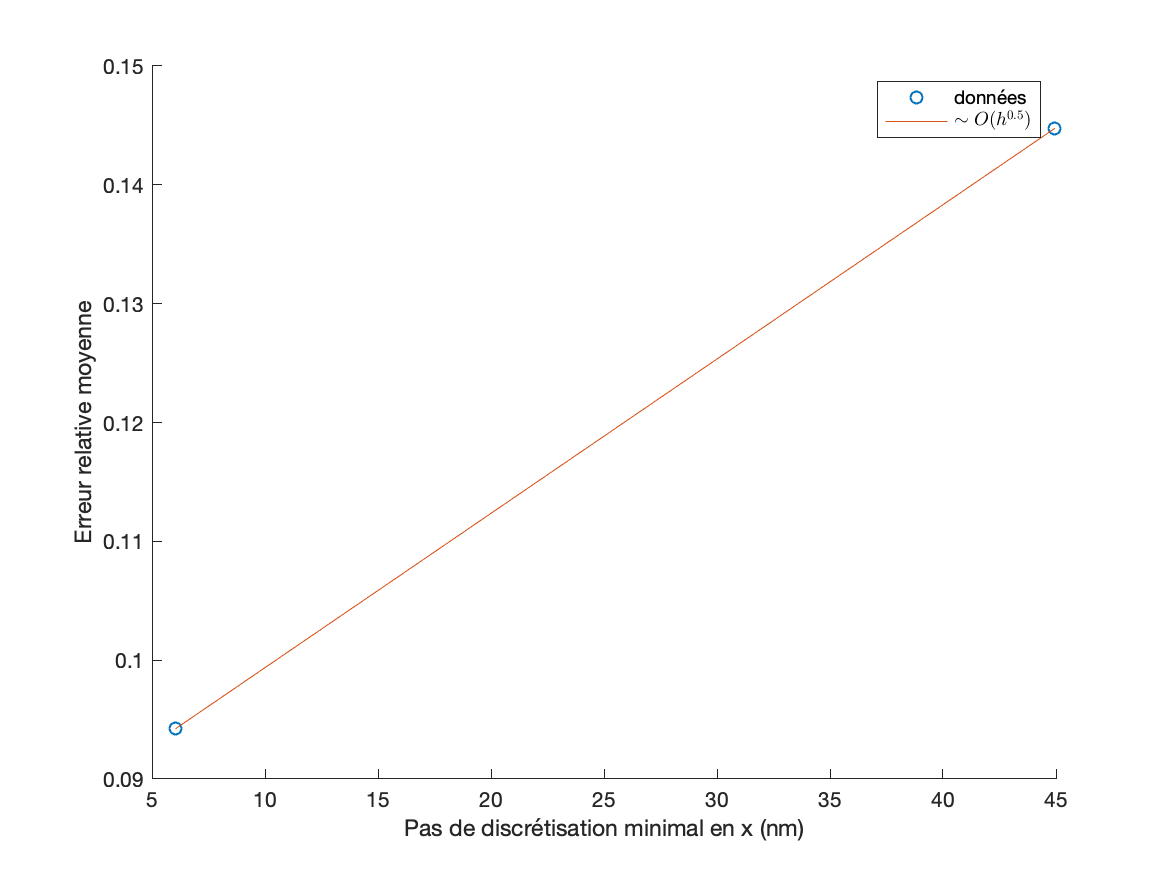 0.15
0.14
0.13
0.12
0.11
0.1
0.09
Erreur relative moyenne
données
∼ O(h^0.5)
5 10 15 20 25 30 35 40 45
Pas de discrétisation minimal en x (nm)